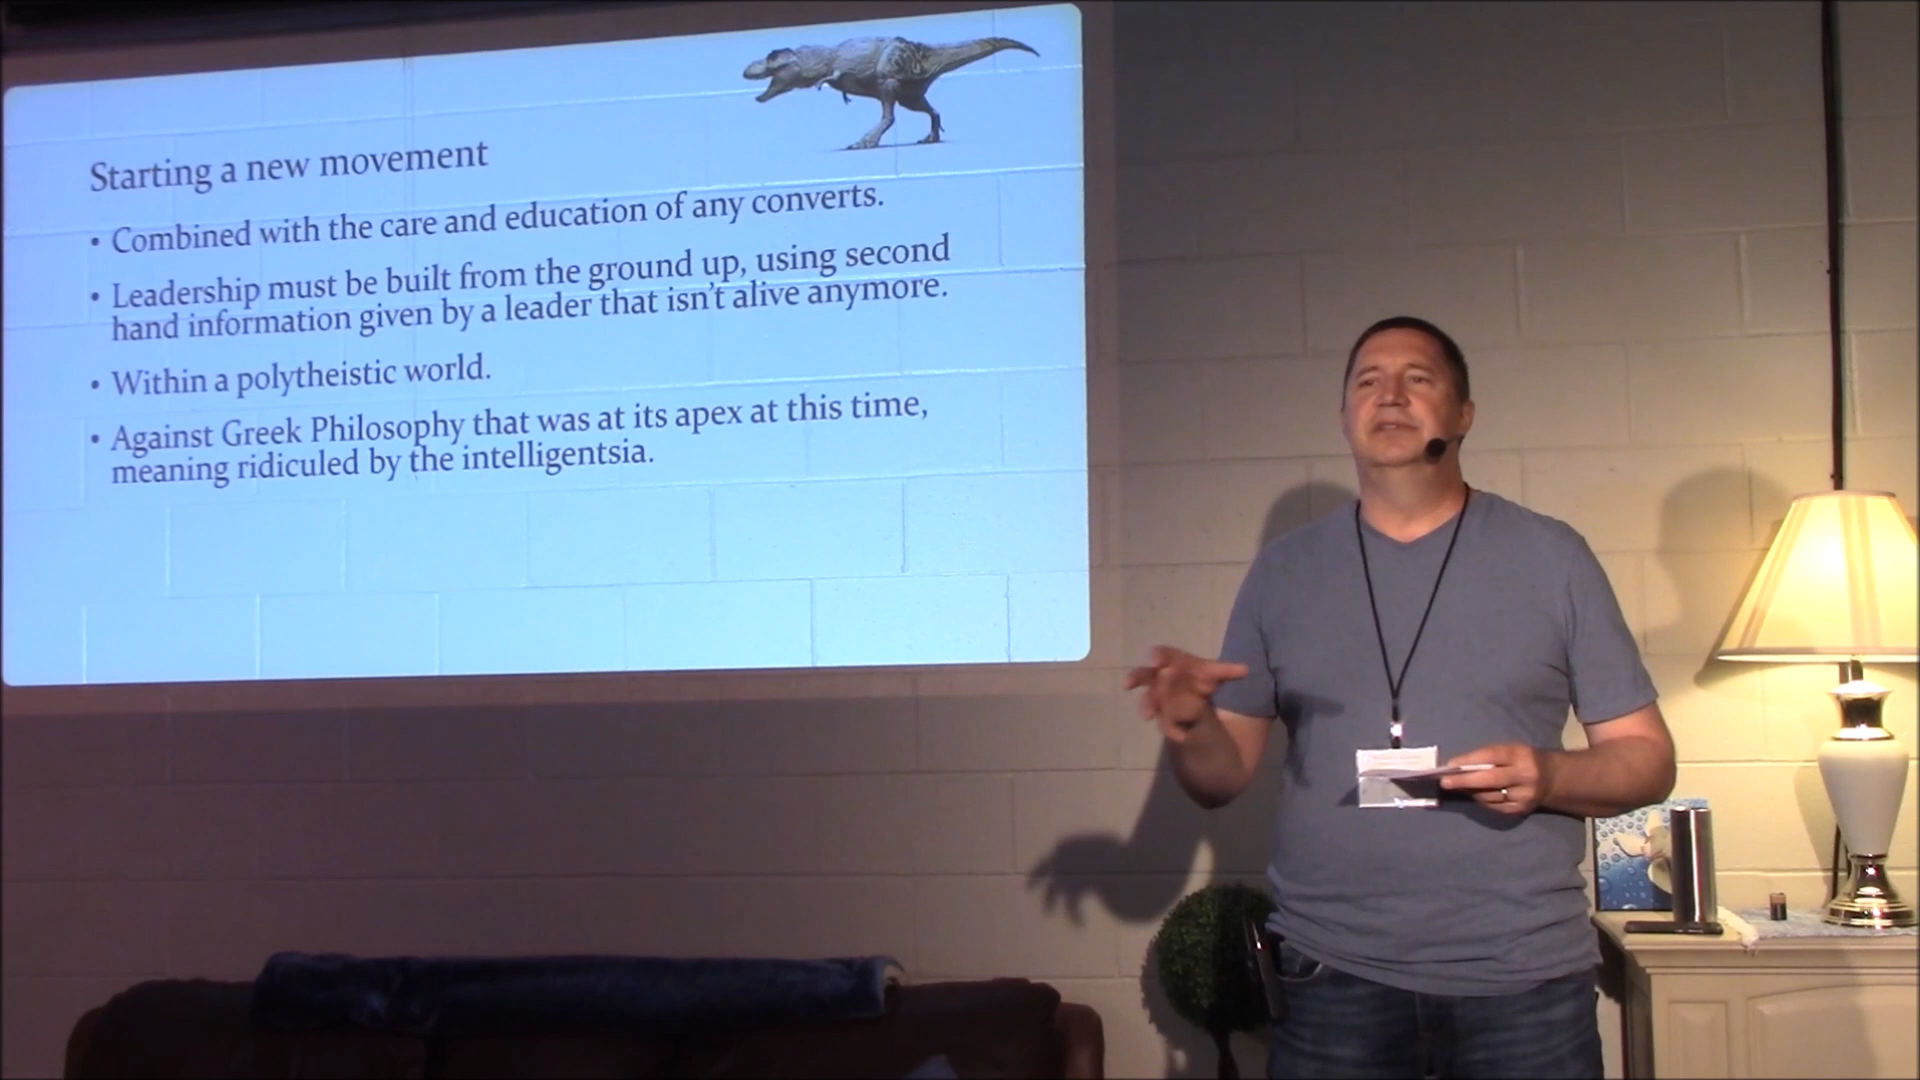 Starting a new movement
• Combined with the care and education of any converts.
• Leadership must be built from the ground up, using second
hand information given by a leader that isn't alive anymore.
• Within a polytheistic world.
• Against Greek Philosophy that was at its apex at this time,
meaning ridiculed by the intelligentsia.